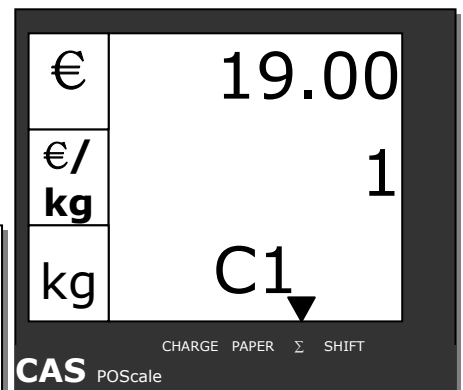 € 19.00
€/ 1
kg
kg C1
CHARGE PAPER Σ SHIFT
CAS POScale